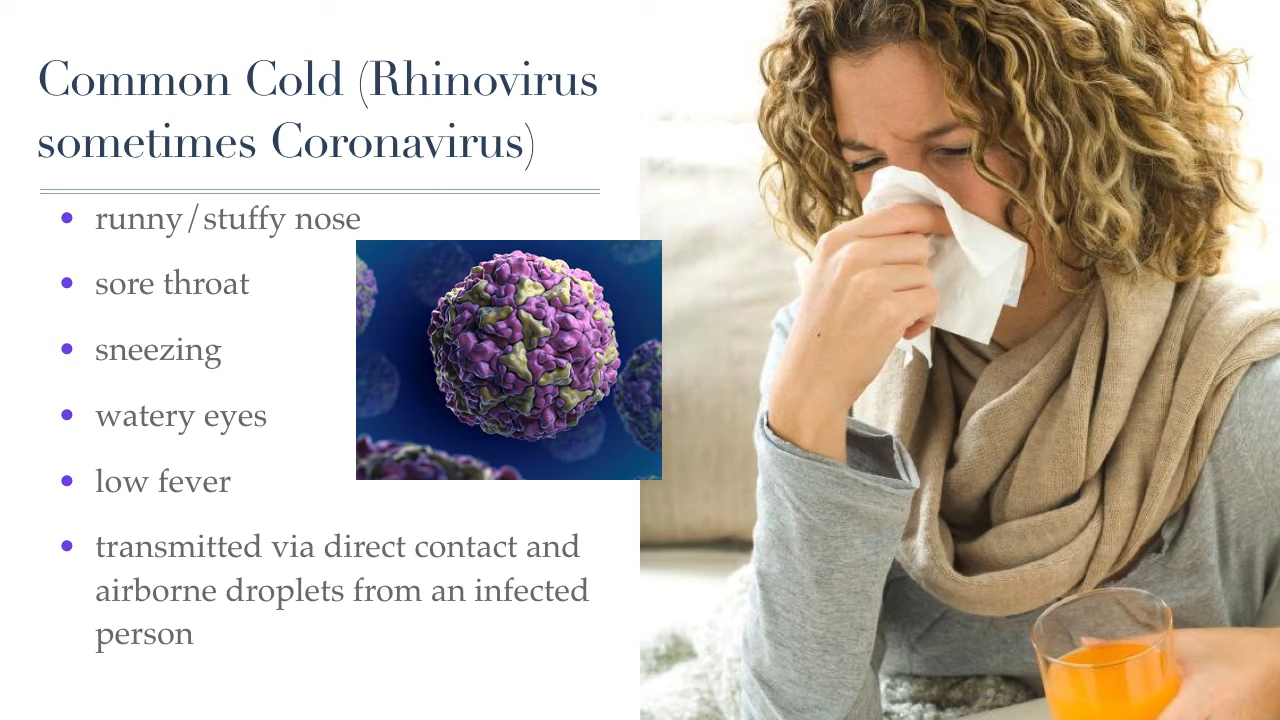 Common Cold (Rhinovirus
sometimes Coronavirus)
runny/stuffy nose
sore throat
sneezing
watery eyes
low fever
transmitted via direct contact and
airborne droplets from an infected
person